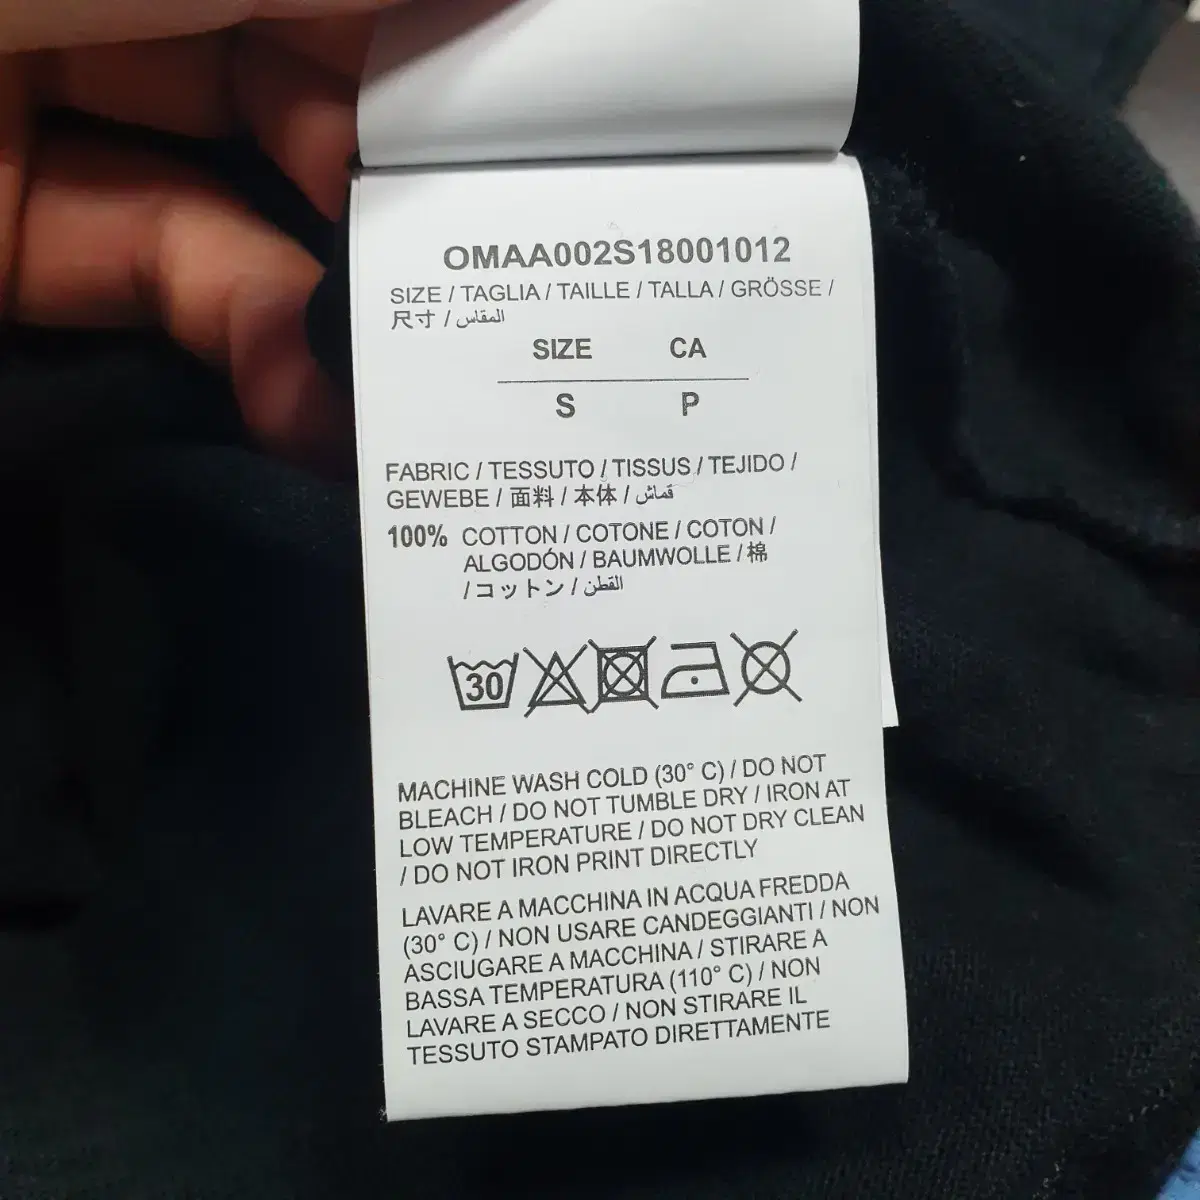 OMAA002S18001012
SIZE / TAGLIA / TAILLE / TALLA / GRÖSSE /
尺寸 / المقاس
SIZE CA
S P
FABRIC / TESSUTO / TISSUS / TEJIDO /
GEWEBE / 面料 / 本体 / قماش
100% COTTON / COTONE / COTON /
ALGODÓN / BAUMWOLLE / 棉
/ コットン / القطن
30
MACHINE WASH COLD (30° C) / DO NOT
BLEACH / DO NOT TUMBLE DRY / IRON AT
LOW TEMPERATURE / DO NOT DRY CLEAN
/ DO NOT IRON PRINT DIRECTLY
LAVARE A MACCHINA IN ACQUA FREDDA
(30° C) / NON USARE CANDEGGIANTI / NON
ASCIUGARE A MACCHINA / STIRARE A
BASSA TEMPERATURA (110° C) / NON
LAVARE A SECCO / NON STIRARE IL
TESSUTO STAMPATO DIRETTAMENTE